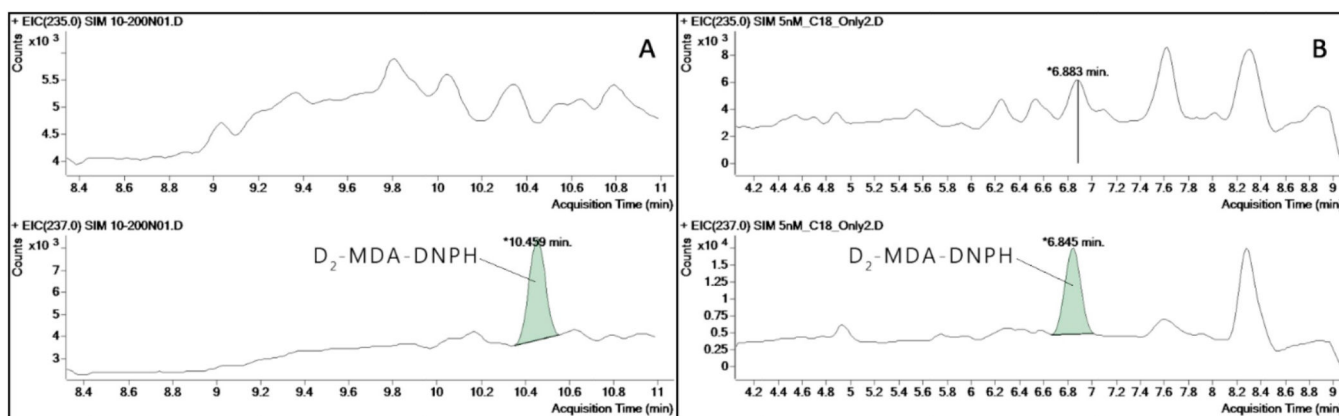 + EIC(235.0) SIM 10-200N01.D
A
Counts
x10 3
5.5
5
4.5
4
8.4 8.6 8.8 9 9.2 9.4 9.6 9.8 10 10.2 10.4 10.6 10.8 11
Acquisition Time (min)
+ EIC(237.0) SIM 10-200N01.D
Counts
x10 3
*10.459 min.
D2-MDA-DNPH
8
7
6
5
4
3
8.4 8.6 8.8 9 9.2 9.4 9.6 9.8 10 10.2 10.4 10.6 10.8 11
Acquisition Time (min)
+ EIC(235.0) SIM 5nM_C18_Only2.D
B
Counts
x10 3
*6.883 min.
8
6
4
2
0
4.2 4.4 4.6 4.8 5 5.2 5.4 5.6 5.8 6 6.2 6.4 6.6 6.8 7 7.2 7.4 7.6 7.8 8 8.2 8.4 8.6 8.8 9
Acquisition Time (min)
+ EIC(237.0) SIM 5nM_C18_Only2.D
Counts
x10 4
*6.845 min.
D2-MDA-DNPH
1.5
1.25
1
0.75
0.5
0.25
0
4.2 4.4 4.6 4.8 5 5.2 5.4 5.6 5.8 6 6.2 6.4 6.6 6.8 7 7.2 7.4 7.6 7.8 8 8.2 8.4 8.6 8.8 9
Acquisition Time (min)